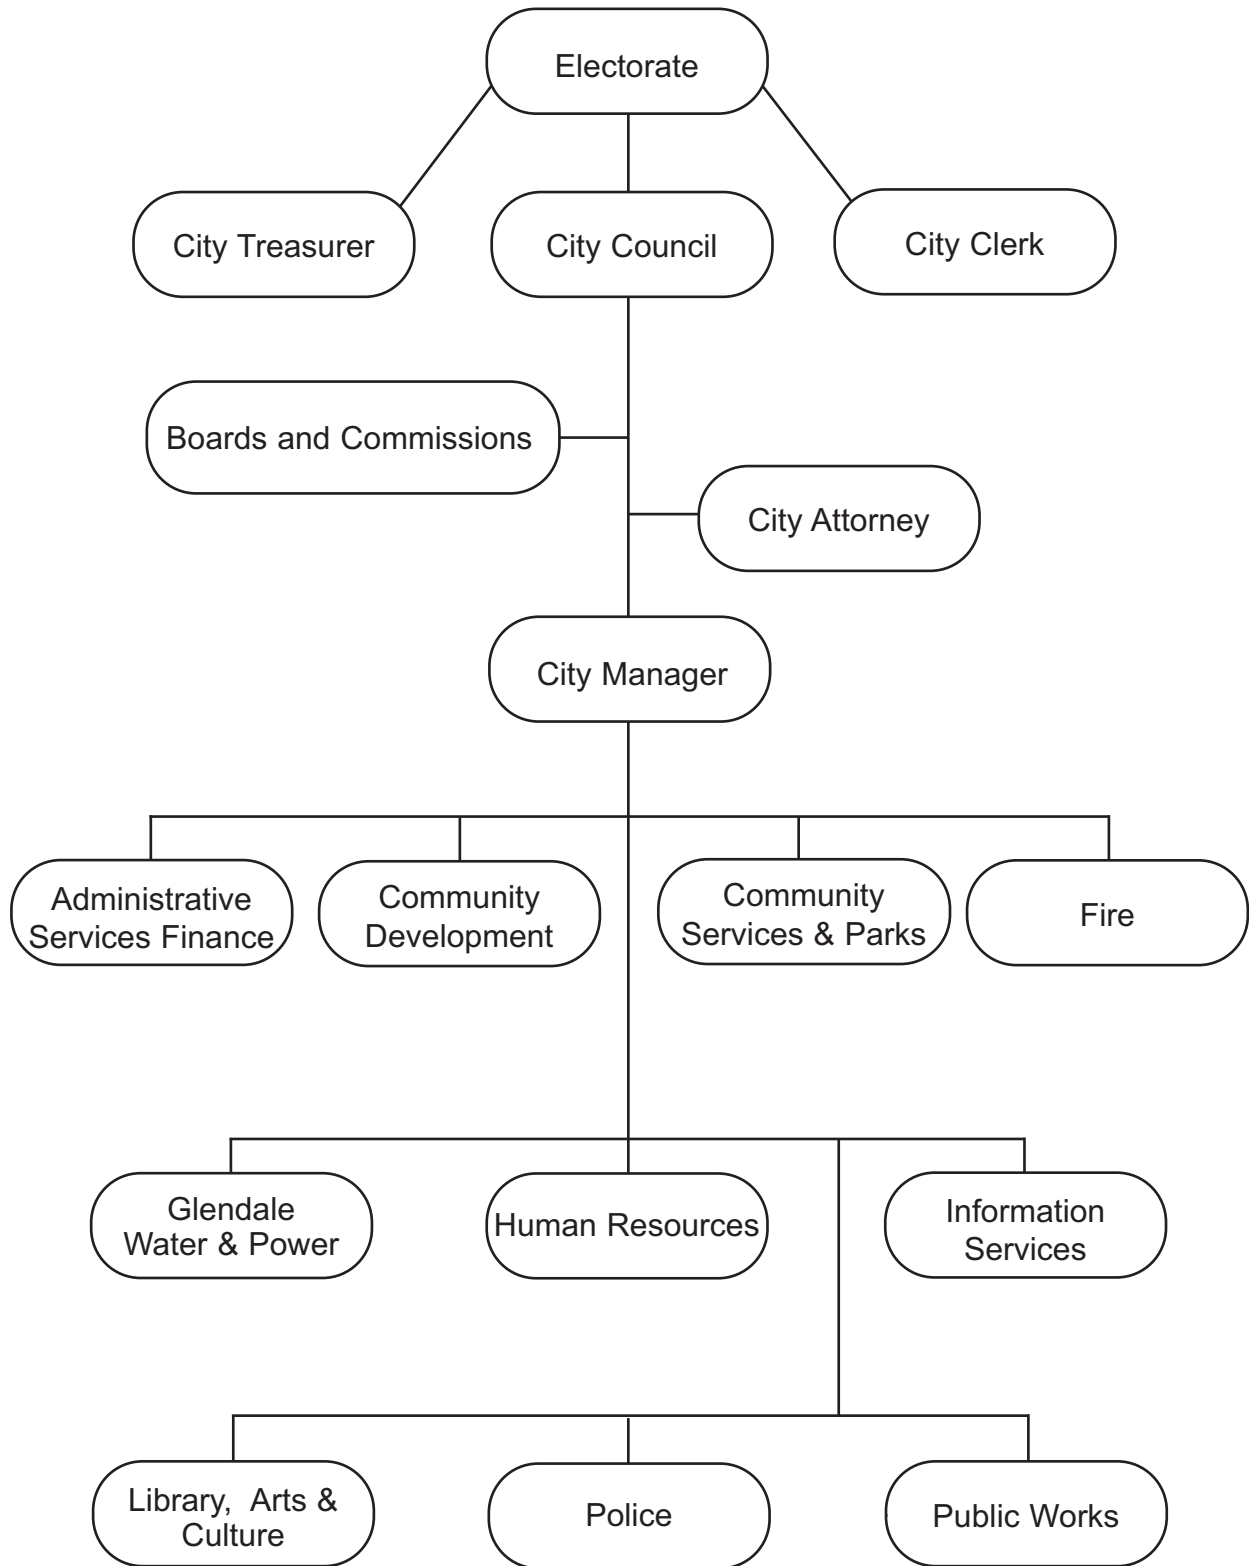 Electorate
City Treasurer
City Council
City Clerk
Boards and Commissions
City Attorney
City Manager
Administrative
Services Finance
Community
Development
Community
Services & Parks
Fire
Glendale
Water & Power
Human Resources
Information
Services
Library, Arts &
Culture
Police
Public Works